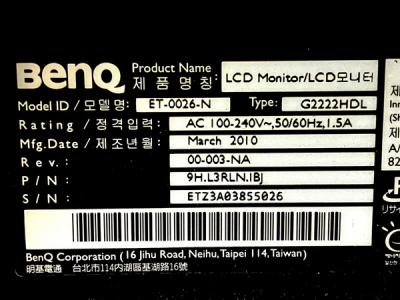 BenQ
Product Name
제 품 명 칭 :
LCD Monitor/LCD모니터
Model ID / 모델명: ET-0026-N Type: G2222HDL
Rating / 정격입력: AC 100-240V~,50/60Hz,1.5A
Mfg.Date / 제조년월: March 2010
Rev. 00-003-NA
P / N : 9H.L3RLN.IBJ
S / N : ETZ3A03855026
BenQ Corporation (16 Jihu Road, Neihu, Taipei 114, Taiwan)
明基電通 台北市114內湖區基湖路16號